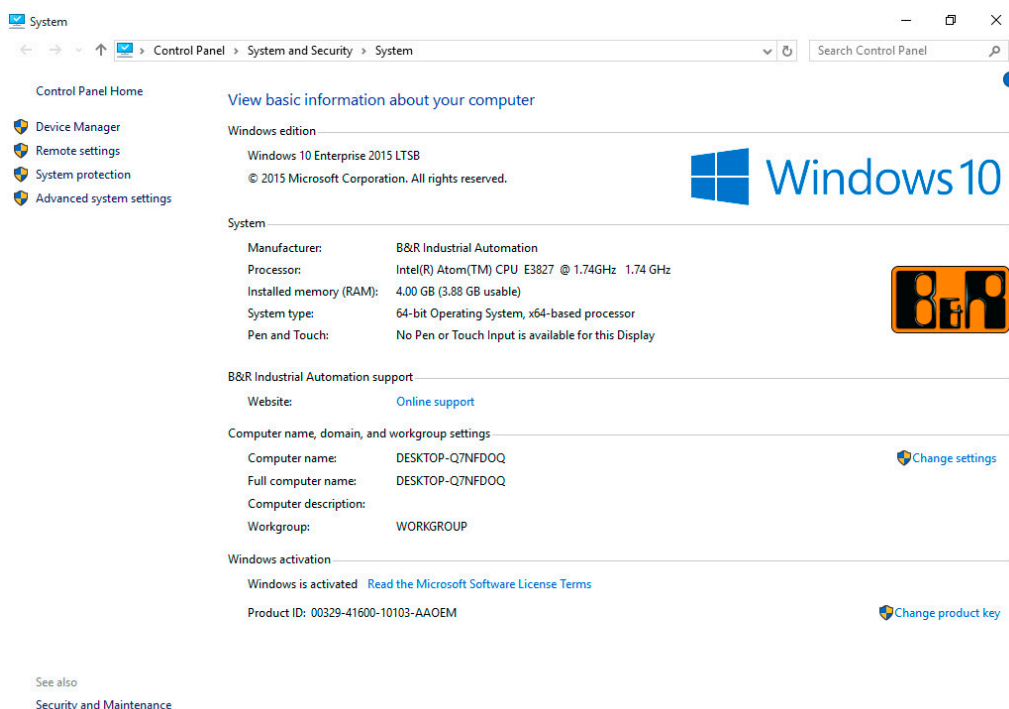 System
Control Panel > System and Security > System
Search Control Panel
Control Panel Home
Device Manager
Remote settings
System protection
Advanced system settings
View basic information about your computer
Windows edition
Windows 10 Enterprise 2015 LTSB
© 2015 Microsoft Corporation. All rights reserved.
Windows 10
System
Manufacturer: B&R Industrial Automation
Processor: Intel(R) Atom(TM) CPU E3827 @ 1.74GHz 1.74 GHz
Installed memory (RAM): 4.00 GB (3.88 GB usable)
System type: 64-bit Operating System, x64-based processor
Pen and Touch: No Pen or Touch Input is available for this Display
B&R
B&R Industrial Automation support
Website: Online support
Computer name, domain, and workgroup settings
Computer name: DESKTOP-Q7NFDOQ
Change settings
Full computer name: DESKTOP-Q7NFDOQ
Computer description:
Workgroup: WORKGROUP
Windows activation
Windows is activated Read the Microsoft Software License Terms
Product ID: 00329-41600-10103-AAOEM
Change product key
See also
Security and Maintenance